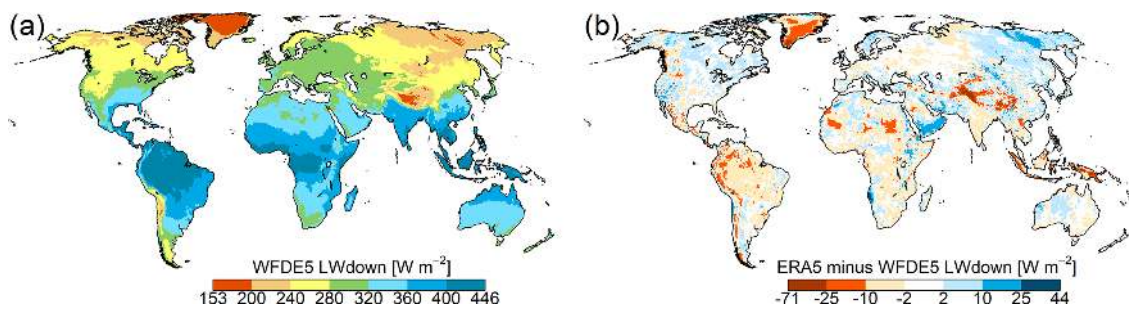 (a)
(b)
WFDE5 LWdown [W m⁻²]
153 200 240 280 320 360 400 446
ERA5 minus WFDE5 LWdown [W m⁻²]
-71 -25 -10 -2 2 10 25 44